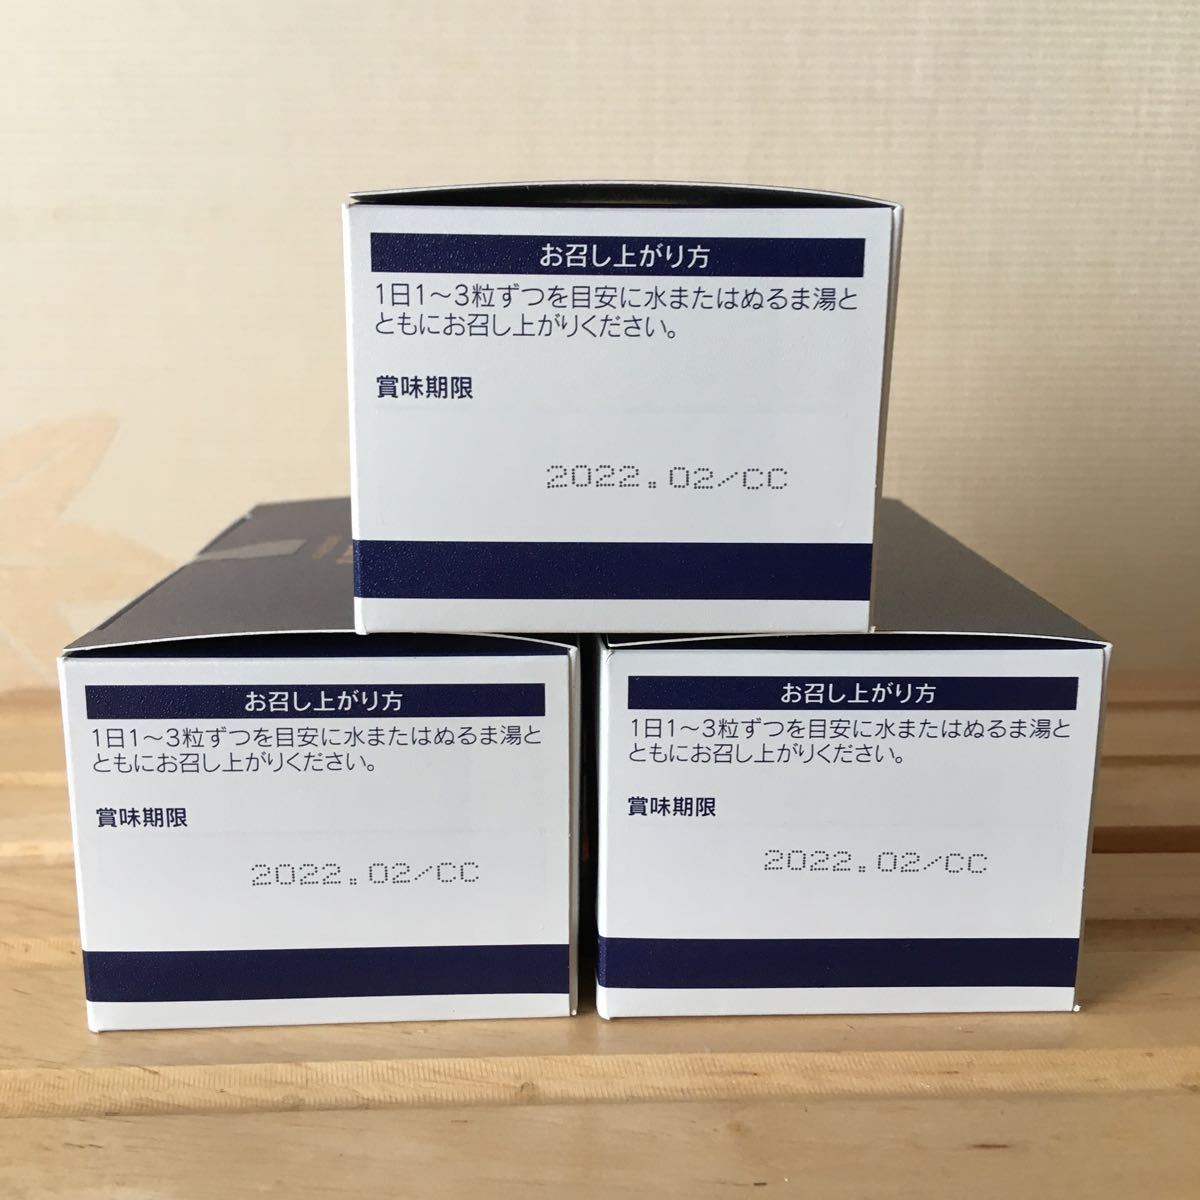 お召し上がり方
1日1～3粒ずつを目安に水またはぬるま湯と
ともにお召し上がりください。
賞味期限
2022.02/CC
お召し上がり方
1日1～3粒ずつを目安に水またはぬるま湯と
ともにお召し上がりください。
賞味期限
2022.02/CC
お召し上がり方
1日1～3粒ずつを目安に水またはぬるま湯と
ともにお召し上がりください。
賞味期限
2022.02/CC